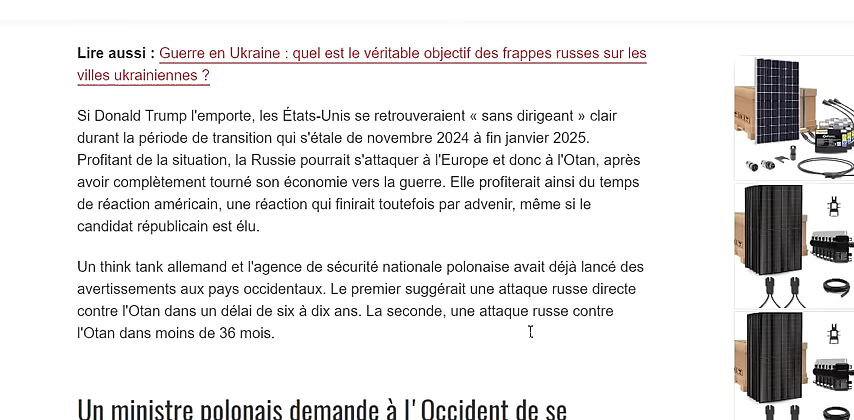 Lire aussi : Guerre en Ukraine : quel est le véritable objectif des frappes russes sur les
villes ukrainiennes ?
Si Donald Trump l'emporte, les États-Unis se retrouveraient « sans dirigeant » clair
durant la période de transition qui s'étale de novembre 2024 à fin janvier 2025.
Profitant de la situation, la Russie pourrait s'attaquer à l'Europe et donc à l'Otan, après
avoir complètement tourné son économie vers la guerre. Elle profiterait ainsi du temps
de réaction américain, une réaction qui finirait toutefois par advenir, même si le
candidat républicain est élu.
Un think tank allemand et l'agence de sécurité nationale polonaise avait déjà lancé des
avertissements aux pays occidentaux. Le premier suggérait une attaque russe directe
contre l'Otan dans un délai de six à dix ans. La seconde, une attaque russe contre
l'Otan dans moins de 36 mois.
Un ministre polonais demande à l'Occident de se